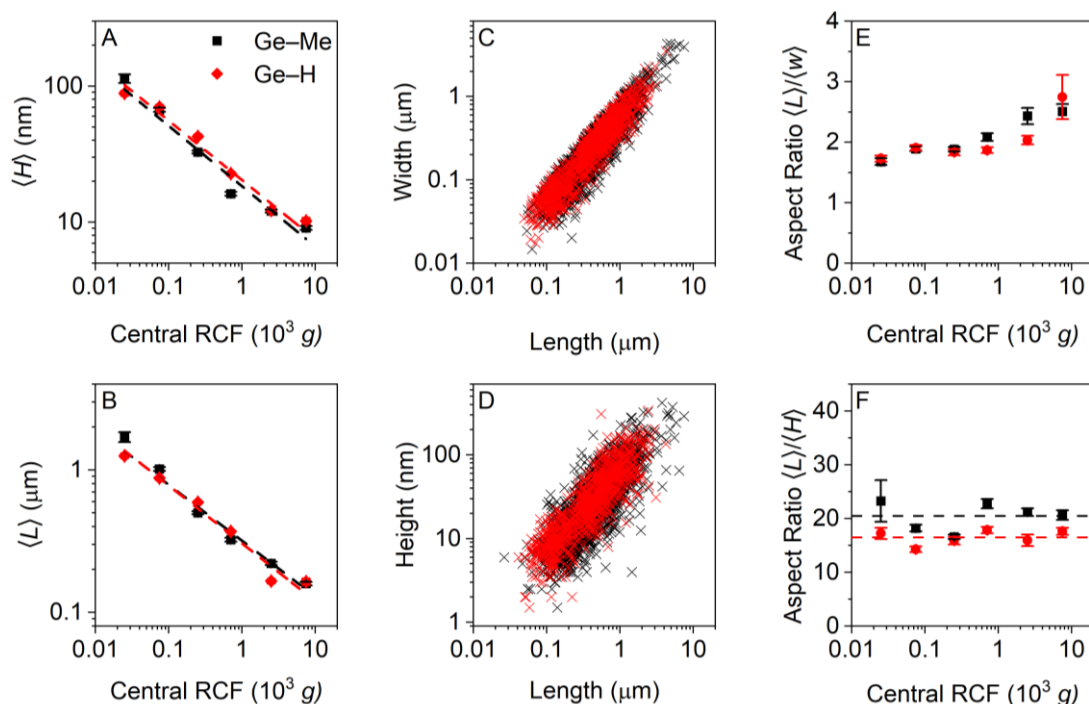 A
Ge–Me
Ge–H
100
10
⟨H⟩ (nm)
0.01 0.1 1 10
Central RCF (10³ g)
C
1
0.1
0.01
Width (μm)
0.1 1 10
Length (μm)
E
4
3
2
1
0
Aspect Ratio ⟨L⟩/⟨w⟩
0.01 0.1 1 10
Central RCF (10³ g)
B
1
0.1
⟨L⟩ (μm)
0.01 0.1 1 10
Central RCF (10³ g)
D
100
10
1
Height (nm)
0.1 1 10
Length (μm)
F
40
30
20
10
0
Aspect Ratio ⟨L⟩/⟨H⟩
0.01 0.1 1 10
Central RCF (10³ g)